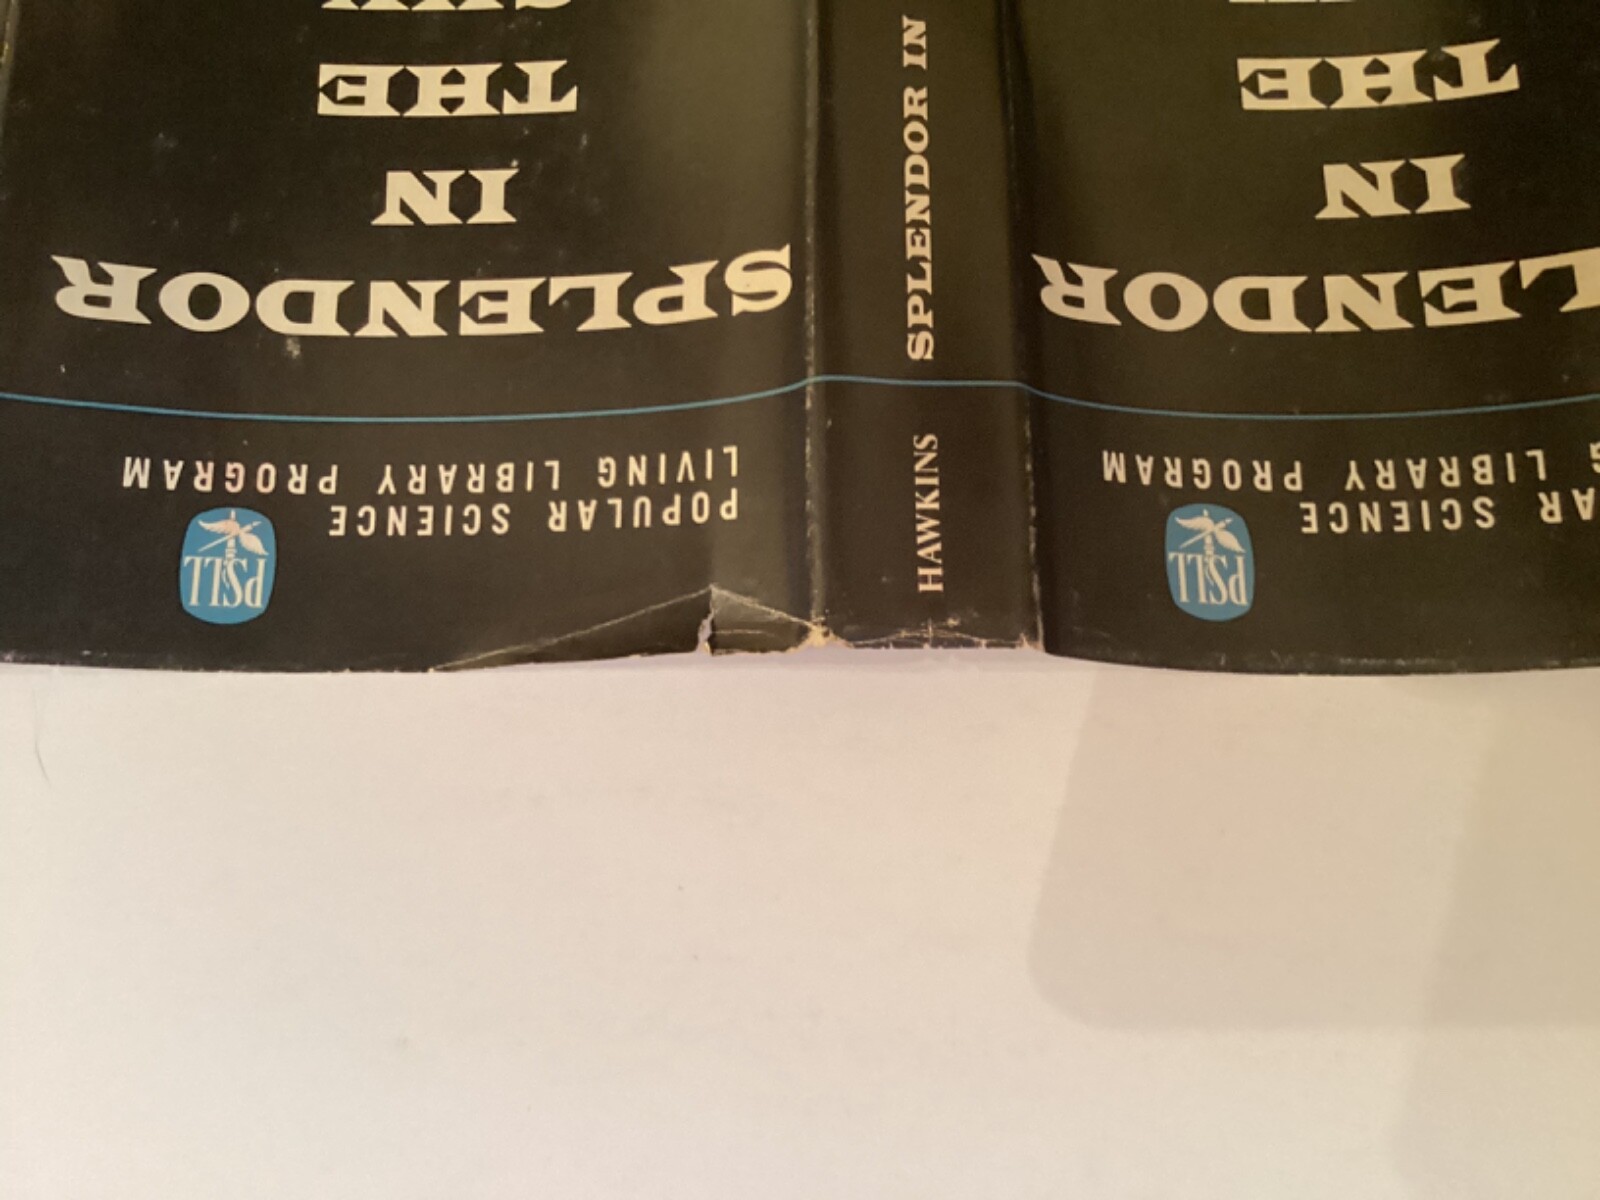 POPULAR SCIENCE
LIVING LIBRARY PROGRAM
PSLL
SPLENDOR
IN
THE
HAWKINS SPLENDOR IN
AR SCIENCE
G LIBRARY PROGRAM
PSLL
LENDOR
IN
THE